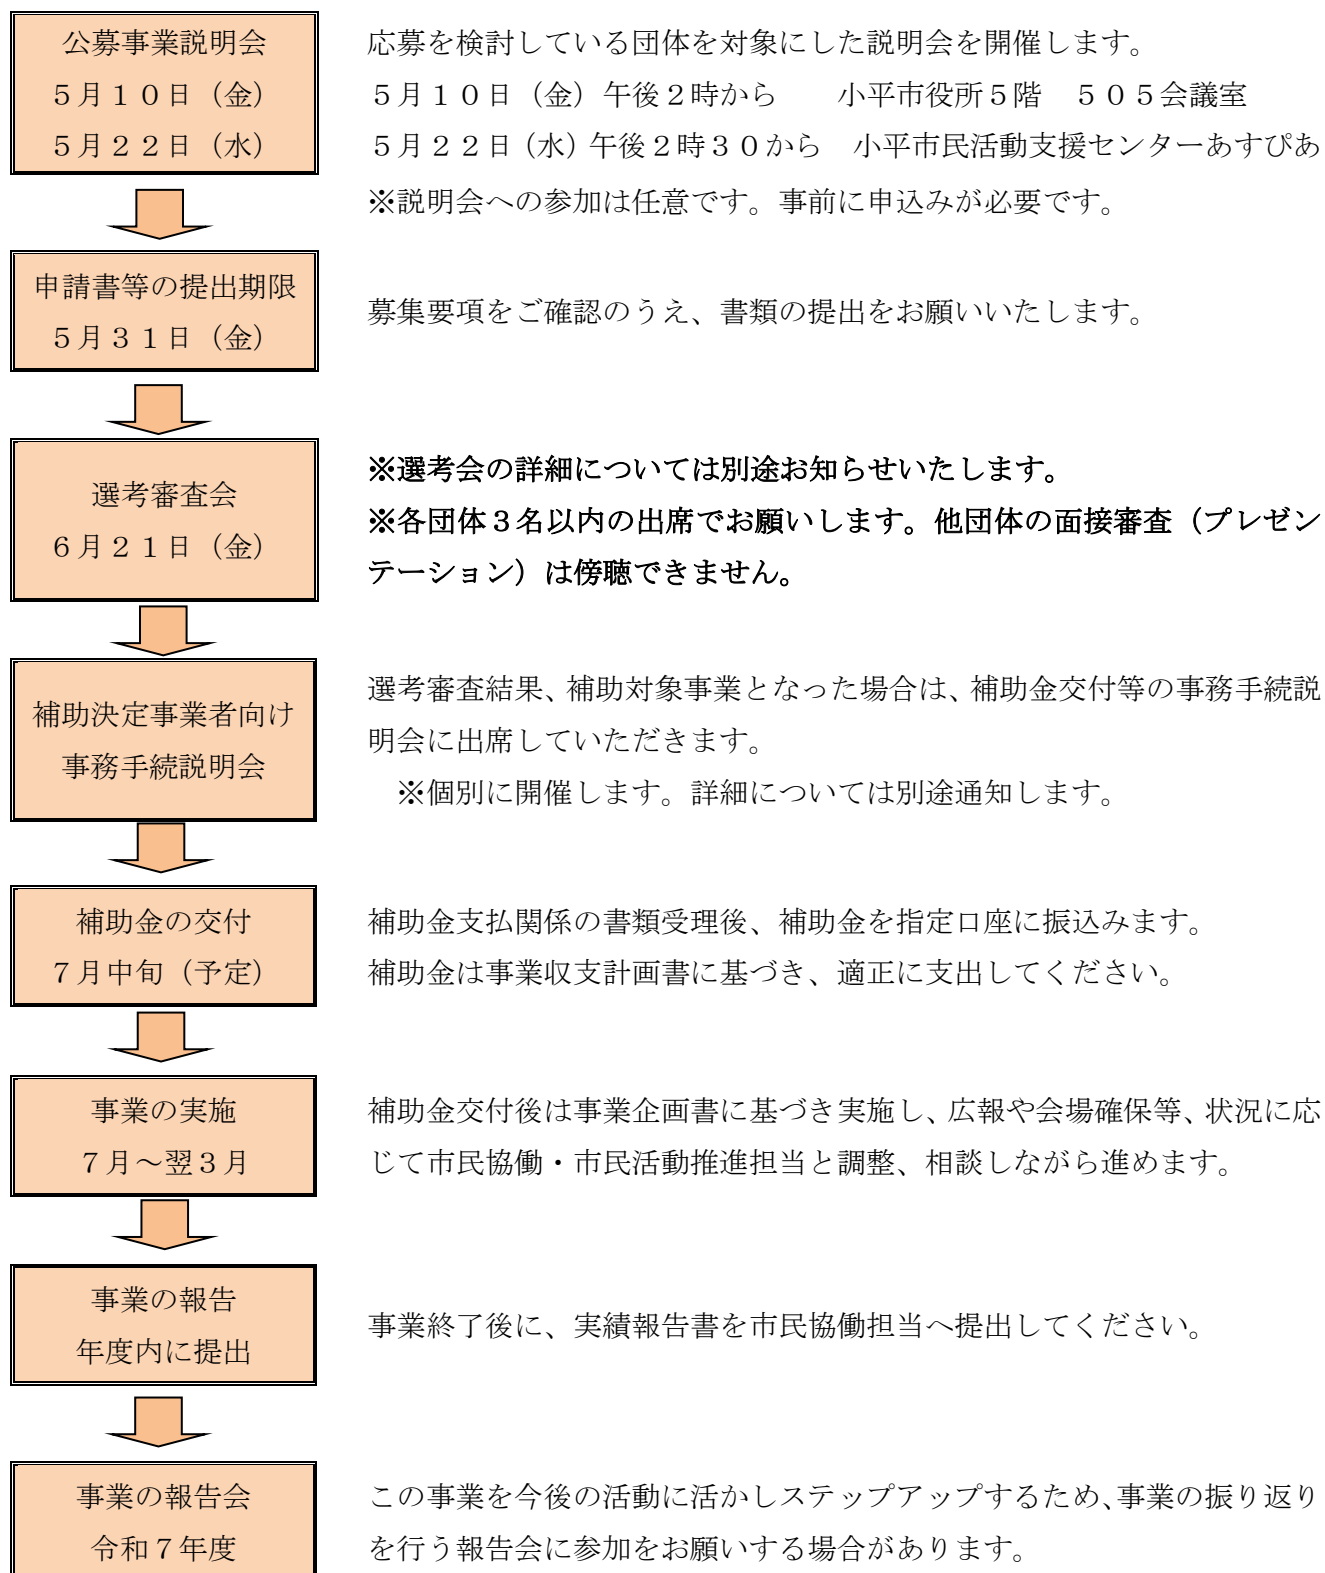 公募事業説明会
５月１０日（金）
５月２２日（水）
応募を検討している団体を対象にした説明会を開催します。
５月１０日（金）午後２時から　　小平市役所５階　５０５会議室
５月２２日（水）午後２時３０から　小平市民活動支援センターあすぴあ
※説明会への参加は任意です。事前に申込みが必要です。
申請書等の提出期限
５月３１日（金）
募集要項をご確認のうえ、書類の提出をお願いいたします。
選考審査会
６月２１日（金）
※選考会の詳細については別途お知らせいたします。
※各団体３名以内の出席でお願いします。他団体の面接審査（プレゼン
テーション）は傍聴できません。
補助決定事業者向け
事務手続説明会
選考審査結果、補助対象事業となった場合は、補助金交付等の事務手続説
明会に出席していただきます。
※個別に開催します。詳細については別途通知します。
補助金の交付
７月中旬（予定）
補助金支払関係の書類受理後、補助金を指定口座に振込みます。
補助金は事業収支計画書に基づき、適正に支出してください。
事業の実施
７月～翌３月
補助金交付後は事業企画書に基づき実施し、広報や会場確保等、状況に応
じて市民協働・市民活動推進担当と調整、相談しながら進めます。
事業の報告
年度内に提出
事業終了後に、実績報告書を市民協働担当へ提出してください。
事業の報告会
令和７年度
この事業を今後の活動に活かしステップアップするため、事業の振り返り
を行う報告会に参加をお願いする場合があります。